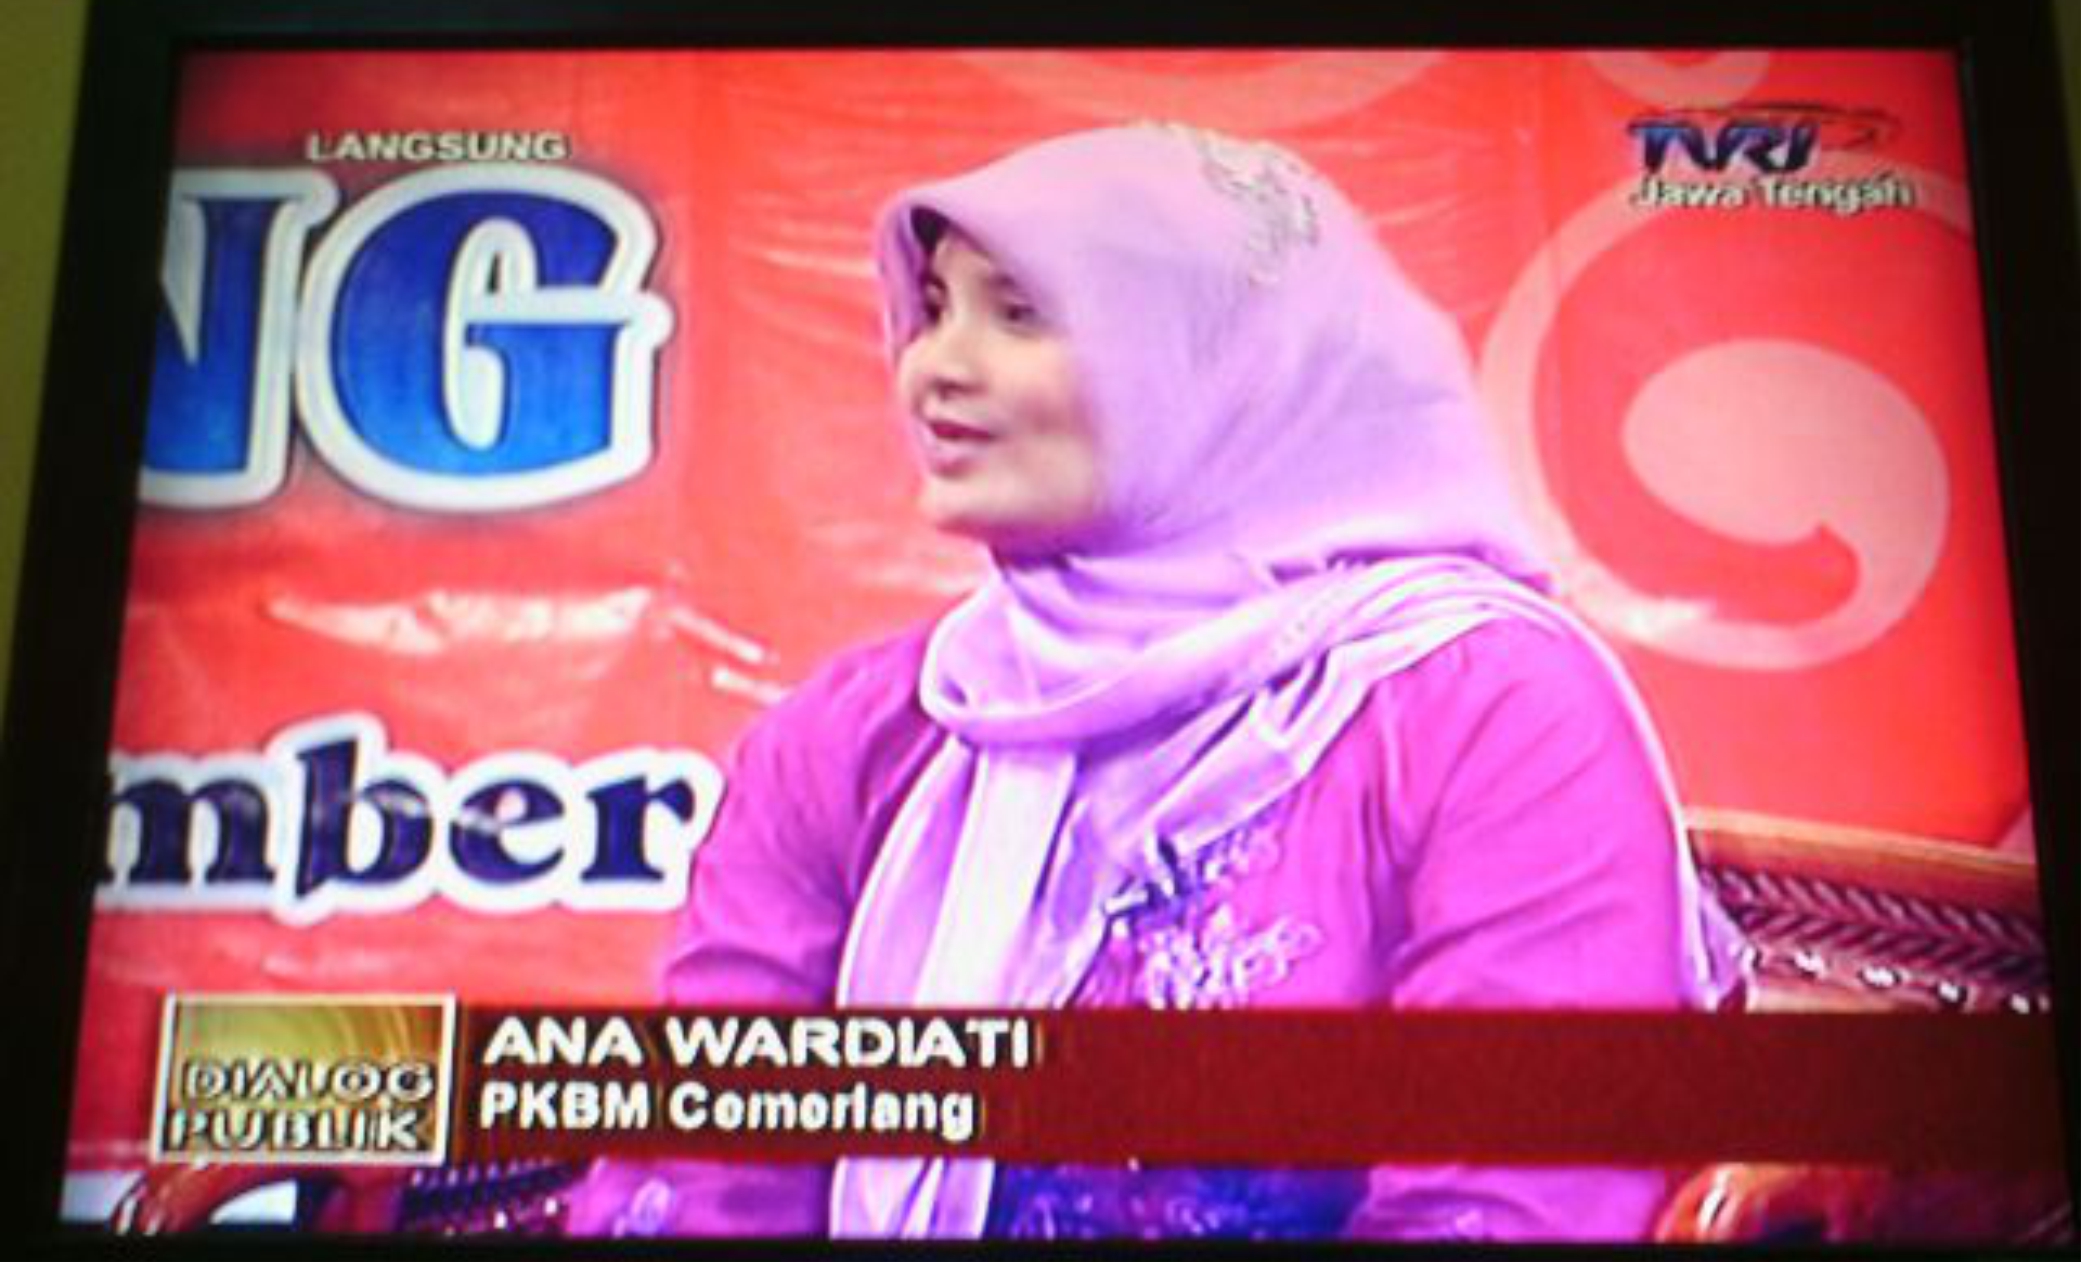 LANGSUNG
TVRI
Jawa Tengah
NG
mber
DIALOG
PUBLIK
ANA WARDIATI
PKBM Cemerlang